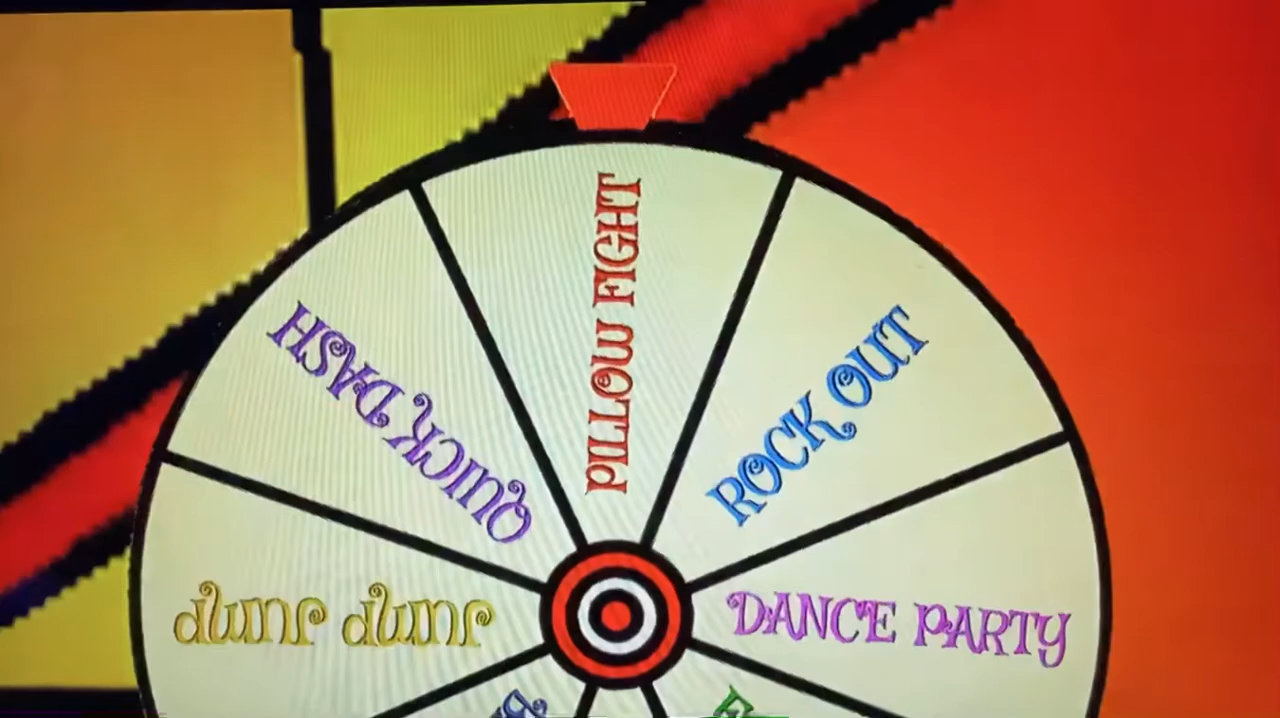 PILLOW FIGHT
ROCK OUT
DANCE PARTY
QUICK DASH
JUMP JUMP